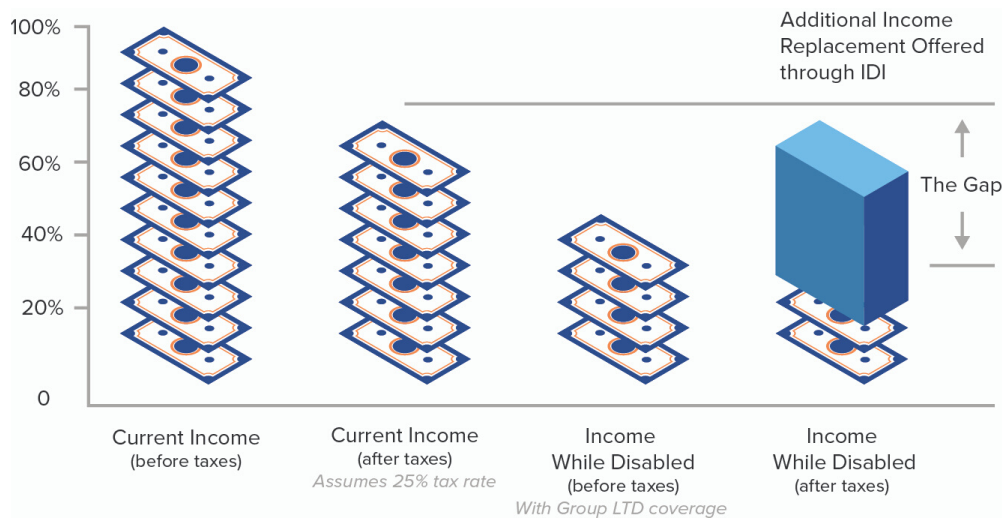 100%
80%
60%
40%
20%
0
Additional Income
Replacement Offered
through IDI
The Gap
Current Income
(before taxes)
Current Income
(after taxes)
Assumes 25% tax rate
Income
While Disabled
(before taxes)
With Group LTD coverage
Income
While Disabled
(after taxes)